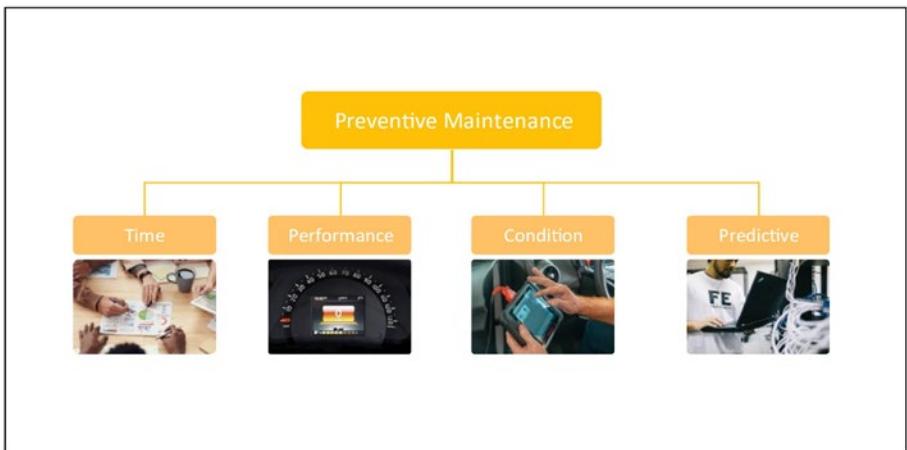 Preventive Maintenance
Time
Performance
Condition
Predictive
FE